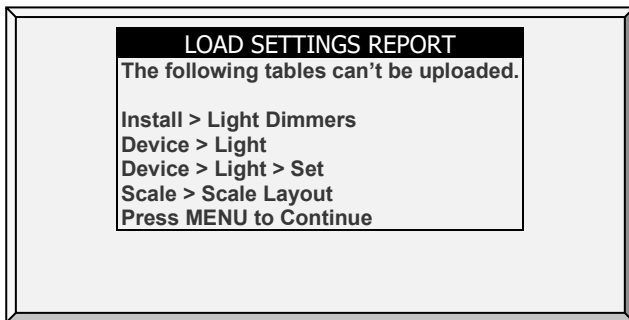 LOAD SETTINGS REPORT
The following tables can't be uploaded.
Install > Light Dimmers
Device > Light
Device > Light > Set
Scale > Scale Layout
Press MENU to Continue